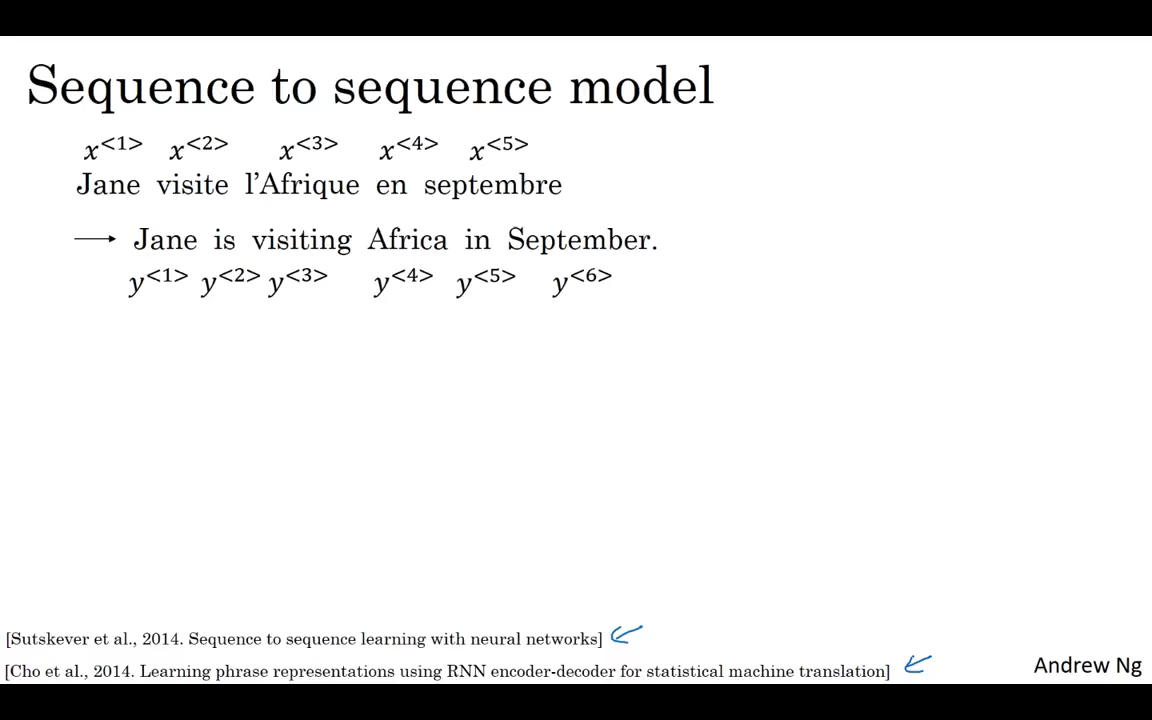 Sequence to sequence model
x<1> x<2> x<3> x<4> x<5>
Jane visite l'Afrique en septembre
→ Jane is visiting Africa in September.
y<1> y<2> y<3> y<4> y<5> y<6>
[Sutskever et al., 2014. Sequence to sequence learning with neural networks]
[Cho et al., 2014. Learning phrase representations using RNN encoder-decoder for statistical machine translation]
Andrew Ng